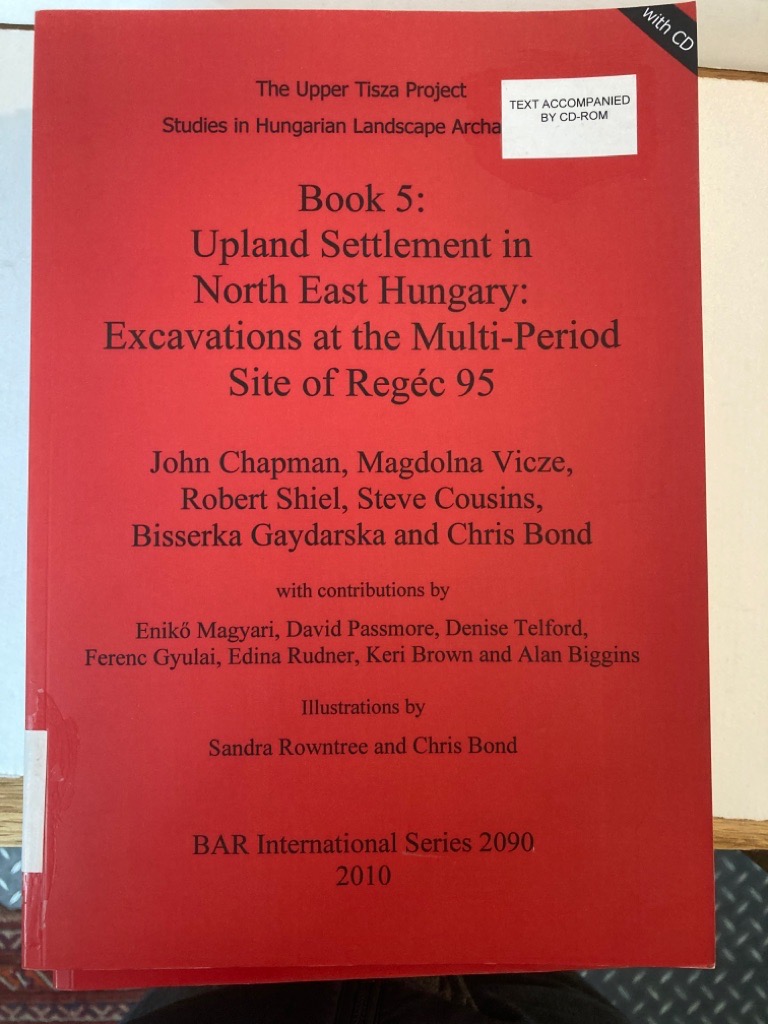 with CD
The Upper Tisza Project
TEXT ACCOMPANIED
BY CD-ROM
Studies in Hungarian Landscape Archa
Book 5:
Upland Settlement in
North East Hungary:
Excavations at the Multi-Period
Site of Regéc 95
John Chapman, Magdolna Vicze,
Robert Shiel, Steve Cousins,
Bisserka Gaydarska and Chris Bond
with contributions by
Enikő Magyari, David Passmore, Denise Telford,
Ferenc Gyulai, Edina Rudner, Keri Brown and Alan Biggins
Illustrations by
Sandra Rowntree and Chris Bond
BAR International Series 2090
2010